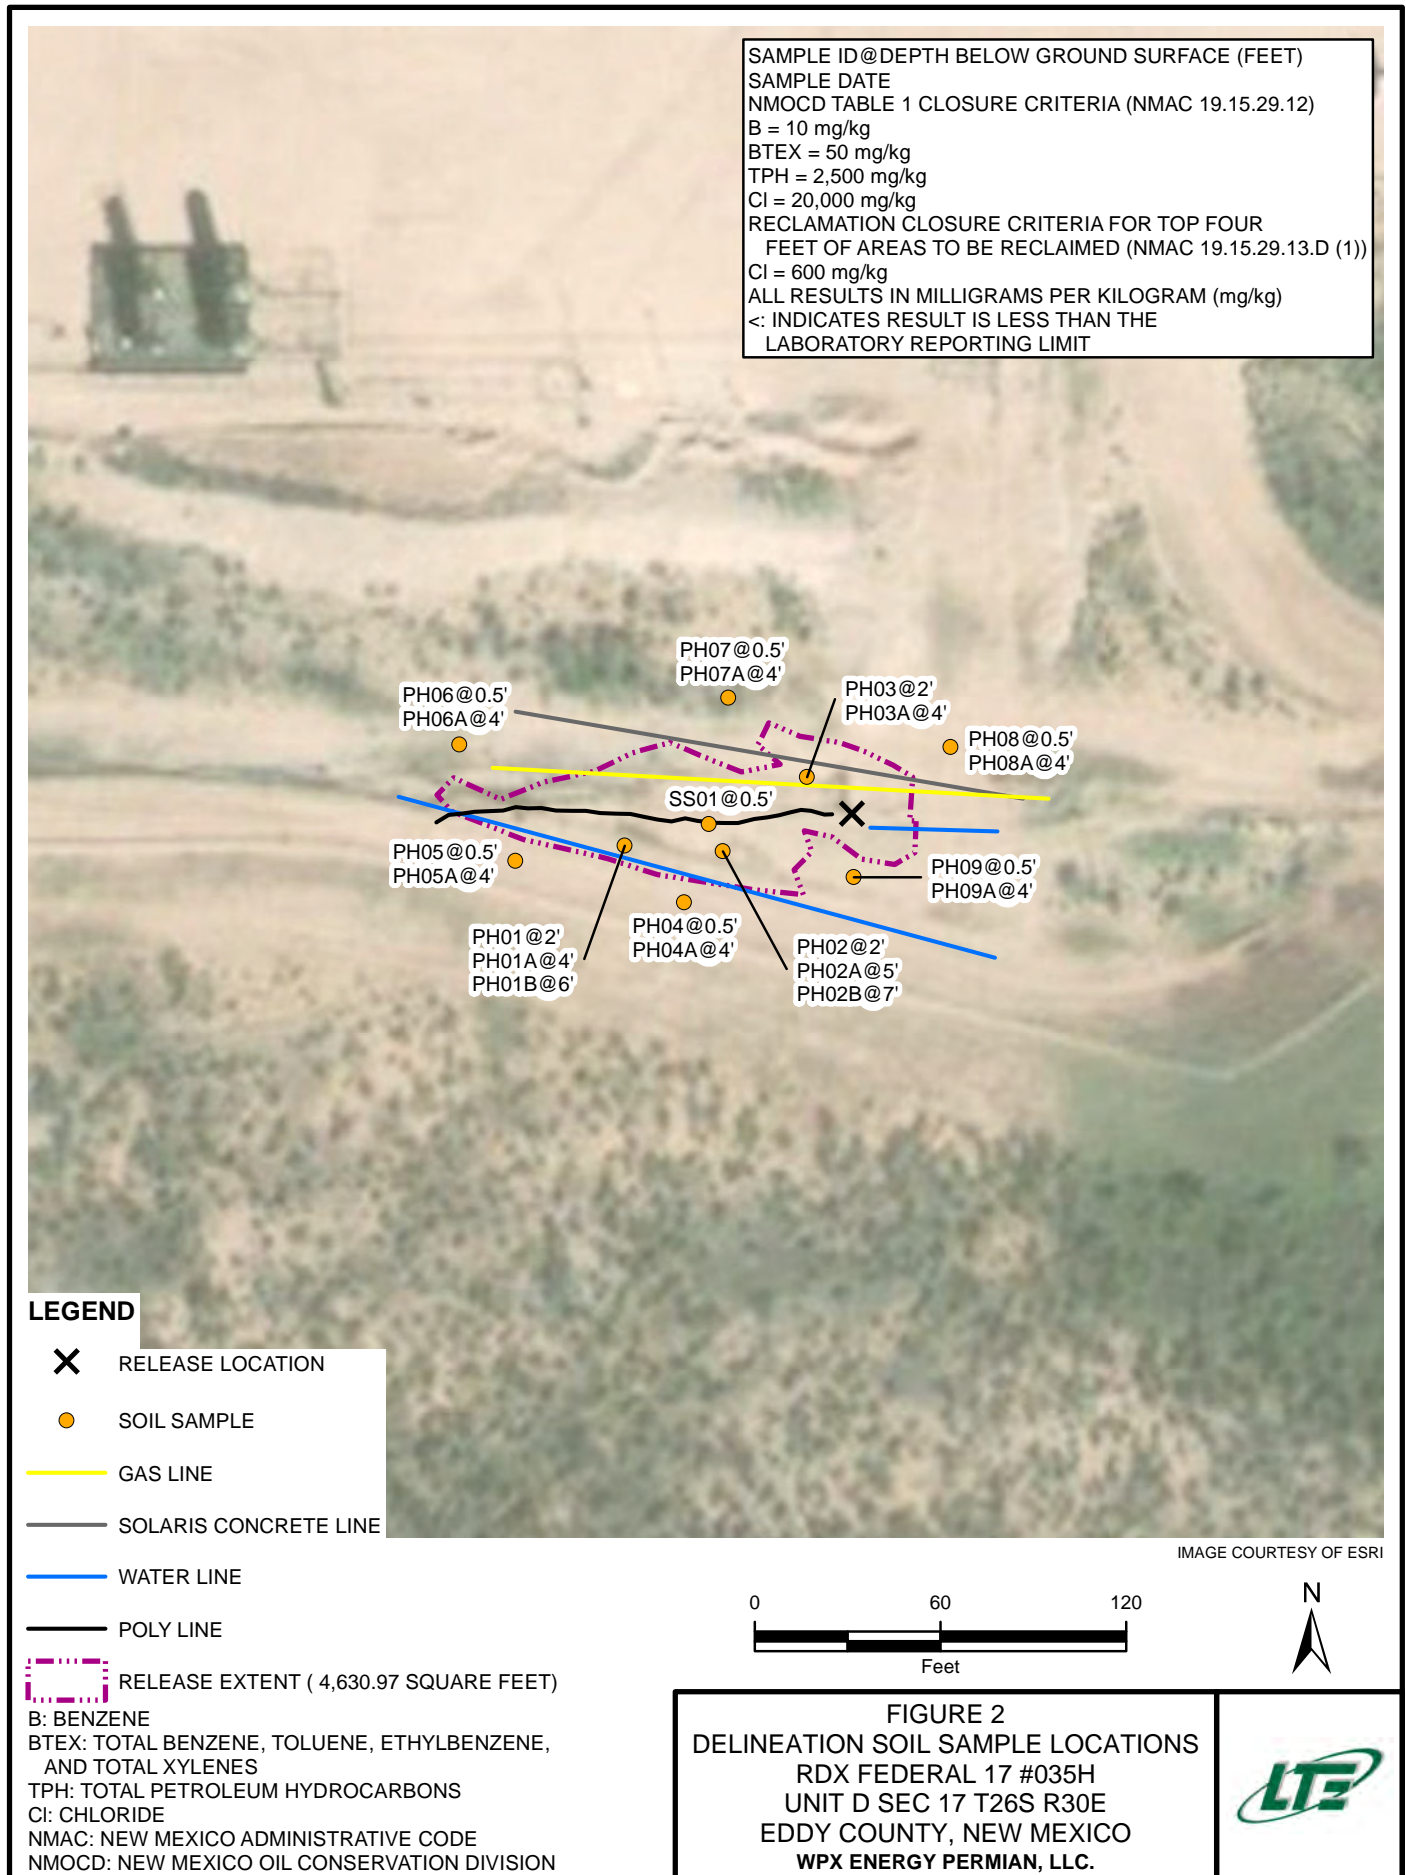 SAMPLE ID@DEPTH BELOW GROUND SURFACE (FEET)
SAMPLE DATE
NMOCD TABLE 1 CLOSURE CRITERIA (NMAC 19.15.29.12)
B = 10 mg/kg
BTEX = 50 mg/kg
TPH = 2,500 mg/kg
Cl = 20,000 mg/kg
RECLAMATION CLOSURE CRITERIA FOR TOP FOUR
FEET OF AREAS TO BE RECLAIMED (NMAC 19.15.29.13.D (1))
Cl = 600 mg/kg
ALL RESULTS IN MILLIGRAMS PER KILOGRAM (mg/kg)
<: INDICATES RESULT IS LESS THAN THE
LABORATORY REPORTING LIMIT
PH07@0.5'
PH07A@4'
PH06@0.5'
PH06A@4'
PH03@2'
PH03A@4'
PH08@0.5'
PH08A@4'
SS01@0.5'
PH05@0.5'
PH05A@4'
PH09@0.5'
PH09A@4'
PH04@0.5'
PH04A@4'
PH01@2'
PH01A@4'
PH01B@6'
PH02@2'
PH02A@5'
PH02B@7'
LEGEND
RELEASE LOCATION
SOIL SAMPLE
GAS LINE
SOLARIS CONCRETE LINE
WATER LINE
POLY LINE
RELEASE EXTENT ( 4,630.97 SQUARE FEET)
B: BENZENE
BTEX: TOTAL BENZENE, TOLUENE, ETHYLBENZENE,
AND TOTAL XYLENES
TPH: TOTAL PETROLEUM HYDROCARBONS
Cl: CHLORIDE
NMAC: NEW MEXICO ADMINISTRATIVE CODE
NMOCD: NEW MEXICO OIL CONSERVATION DIVISION
IMAGE COURTESY OF ESRI
0 60 120
Feet
N
FIGURE 2
DELINEATION SOIL SAMPLE LOCATIONS
RDX FEDERAL 17 #035H
UNIT D SEC 17 T26S R30E
EDDY COUNTY, NEW MEXICO
WPX ENERGY PERMIAN, LLC.
LTE